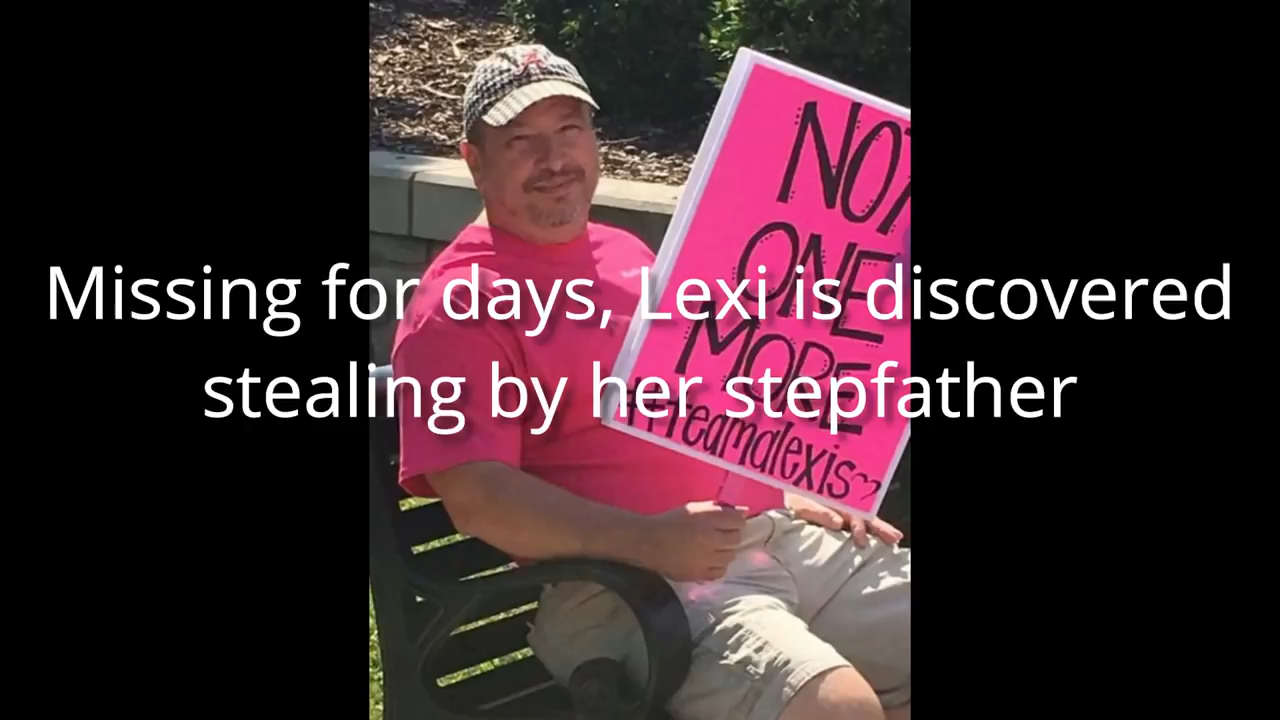 NOT
ONE
Missing for days, Lexi is discovered
MORE
stealing by her stepfather
#teamalexis